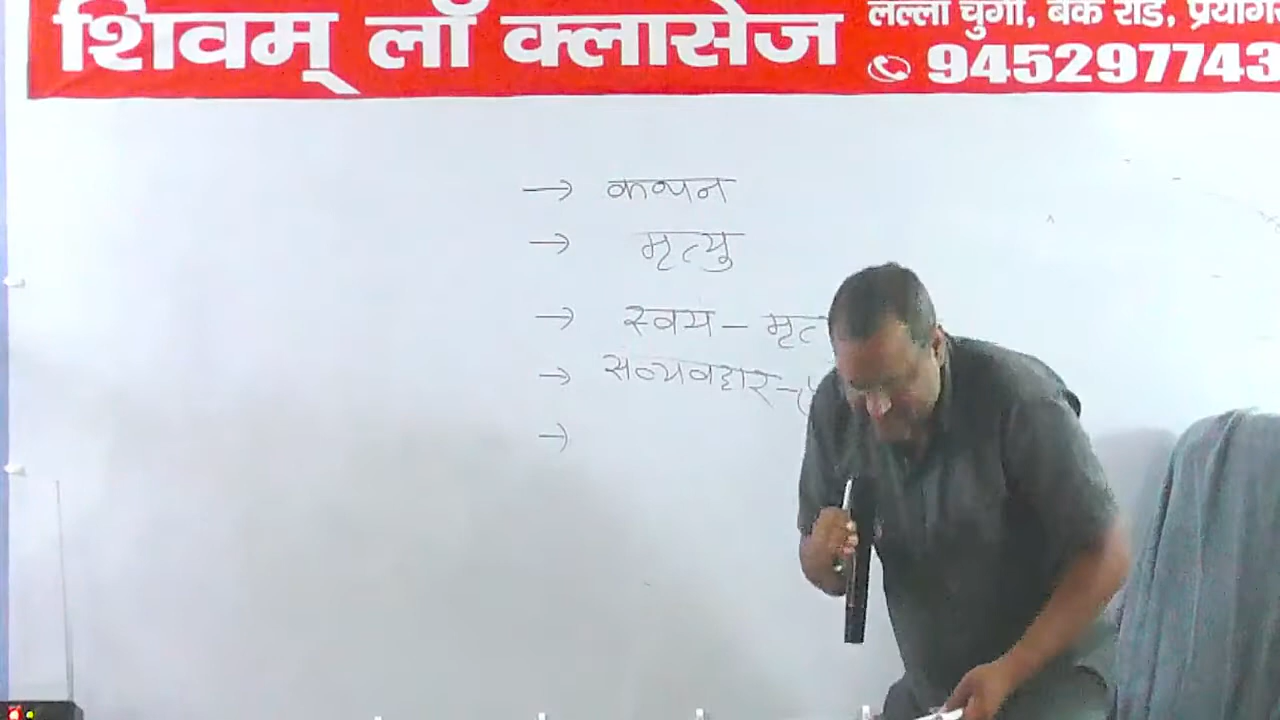 शिवम् लॉ क्लासेज
लल्ला चुंगी, बैंक रोड, प्रयाग
945297743
→ कथन
→ मृत्यु
→ स्वयं - मृत
→ सव्यवहार -
→